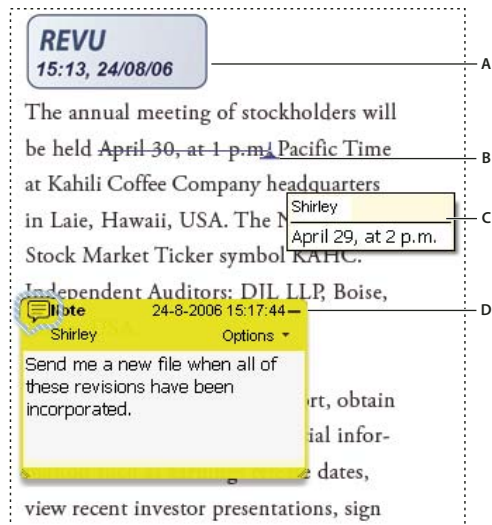 REVU
15:13, 24/08/06
A
The annual meeting of stockholders will
be held April 30, at 1 p.m. Pacific Time
B
at Kahili Coffee Company headquarters
Shirley
C
in Laie, Hawaii, USA. The N
April 29, at 2 p.m.
Stock Market Ticker symbol KAHC.
Independent Auditors: DJL LLP, Boise,
Note 24-8-2006 15:17:44
D
Shirley Options
Send me a new file when all of
these revisions have been
incorporated.
rt, obtain
ial infor-
dates,
view recent investor presentations, sign